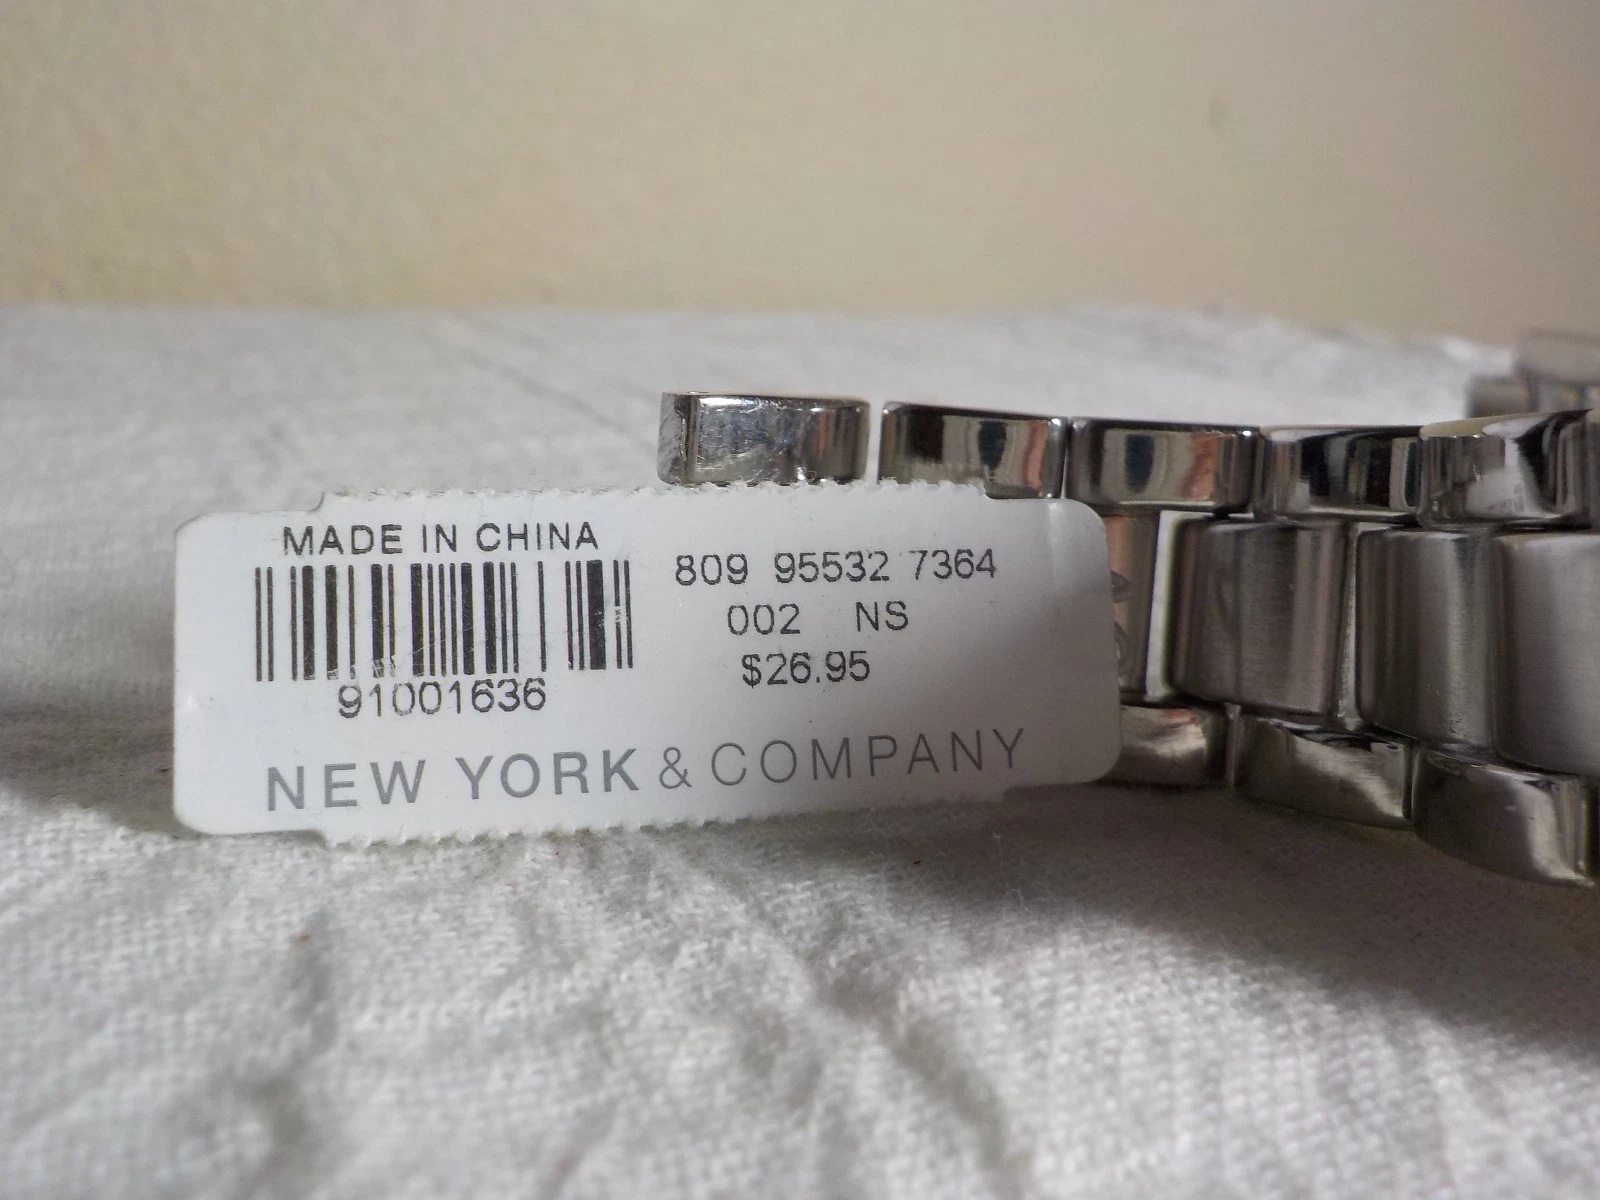 MADE IN CHINA
91001636
809 95532 7364
002 NS
$26.95
NEW YORK & COMPANY